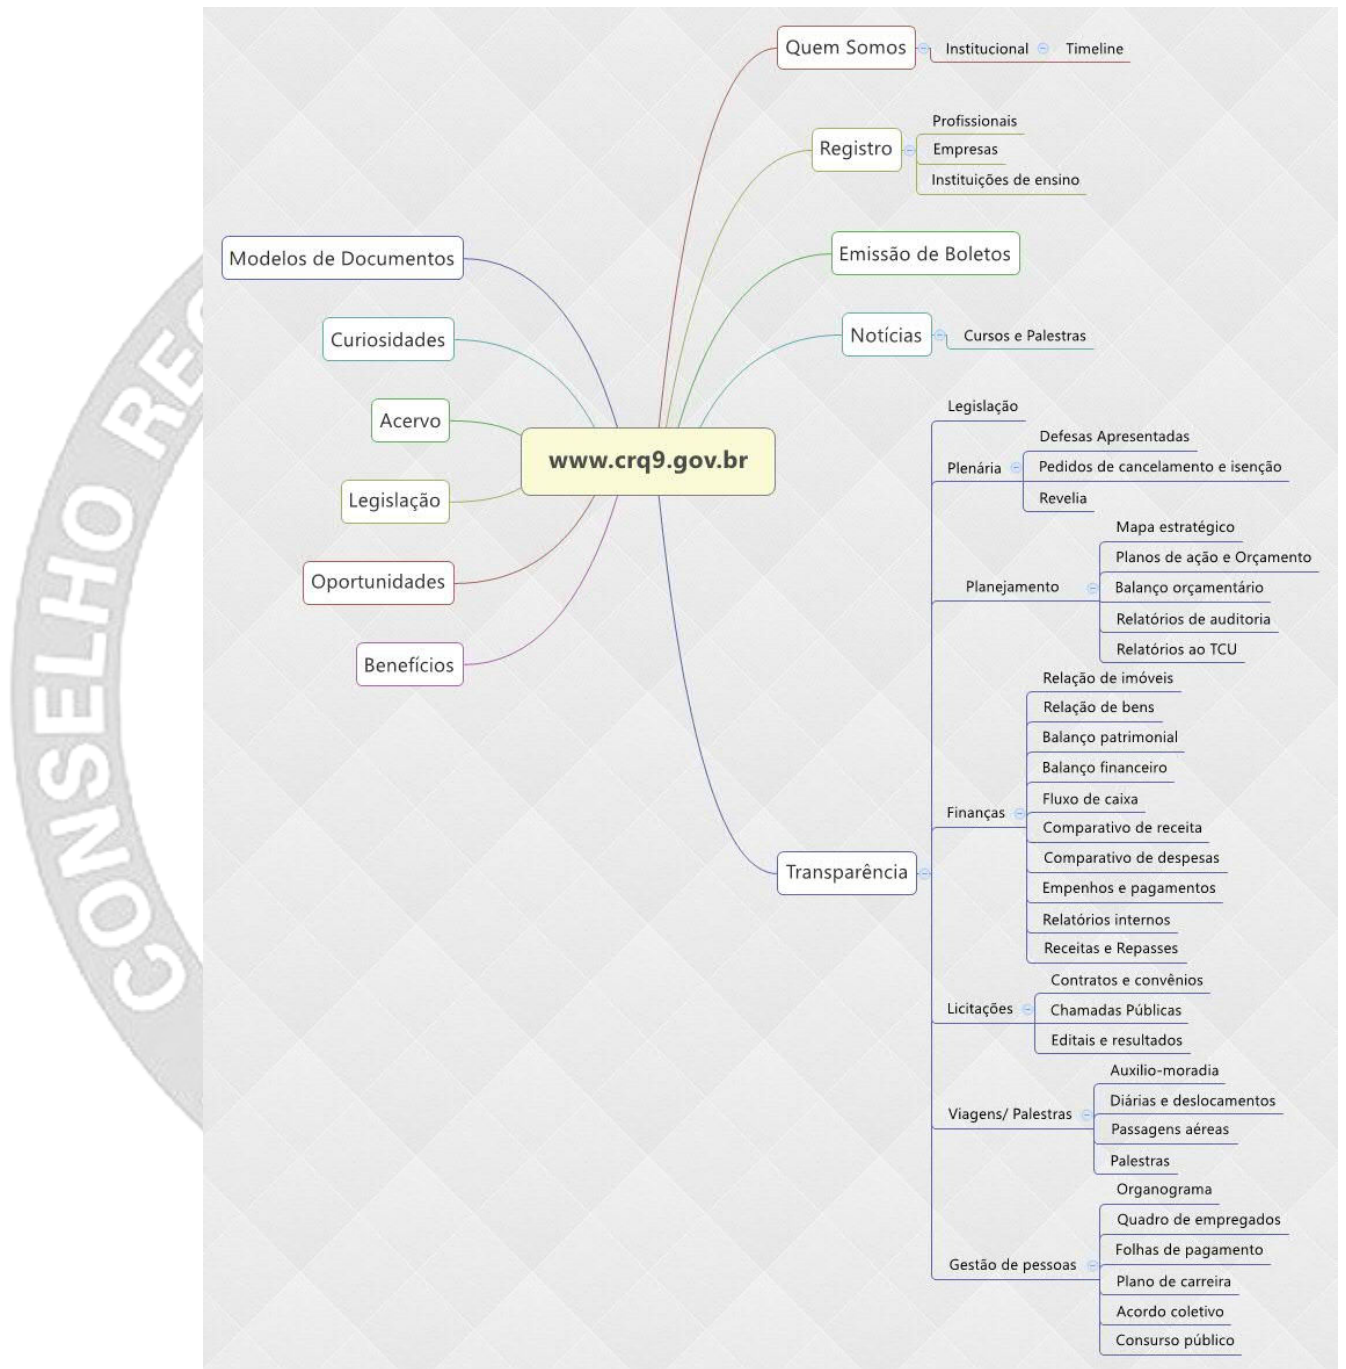 Quem Somos
Institucional
Timeline
Registro
Profissionais
Empresas
Instituições de ensino
Emissão de Boletos
Notícias
Cursos e Palestras
Modelos de Documentos
Curiosidades
Acervo
Legislação
Oportunidades
Benefícios
www.crq9.gov.br
Transparência
Legislação
Plenária
Defesas Apresentadas
Pedidos de cancelamento e isenção
Revelia
Planejamento
Mapa estratégico
Planos de ação e Orçamento
Balanço orçamentário
Relatórios de auditoria
Relatórios ao TCU
Finanças
Relação de imóveis
Relação de bens
Balanço patrimonial
Balanço financeiro
Fluxo de caixa
Comparativo de receita
Comparativo de despesas
Empenhos e pagamentos
Relatórios internos
Receitas e Repasses
Licitações
Contratos e convênios
Chamadas Públicas
Editais e resultados
Viagens/ Palestras
Auxilio-moradia
Diárias e deslocamentos
Passagens aéreas
Palestras
Gestão de pessoas
Organograma
Quadro de empregados
Folhas de pagamento
Plano de carreira
Acordo coletivo
Consurso público
CONSELHO REG